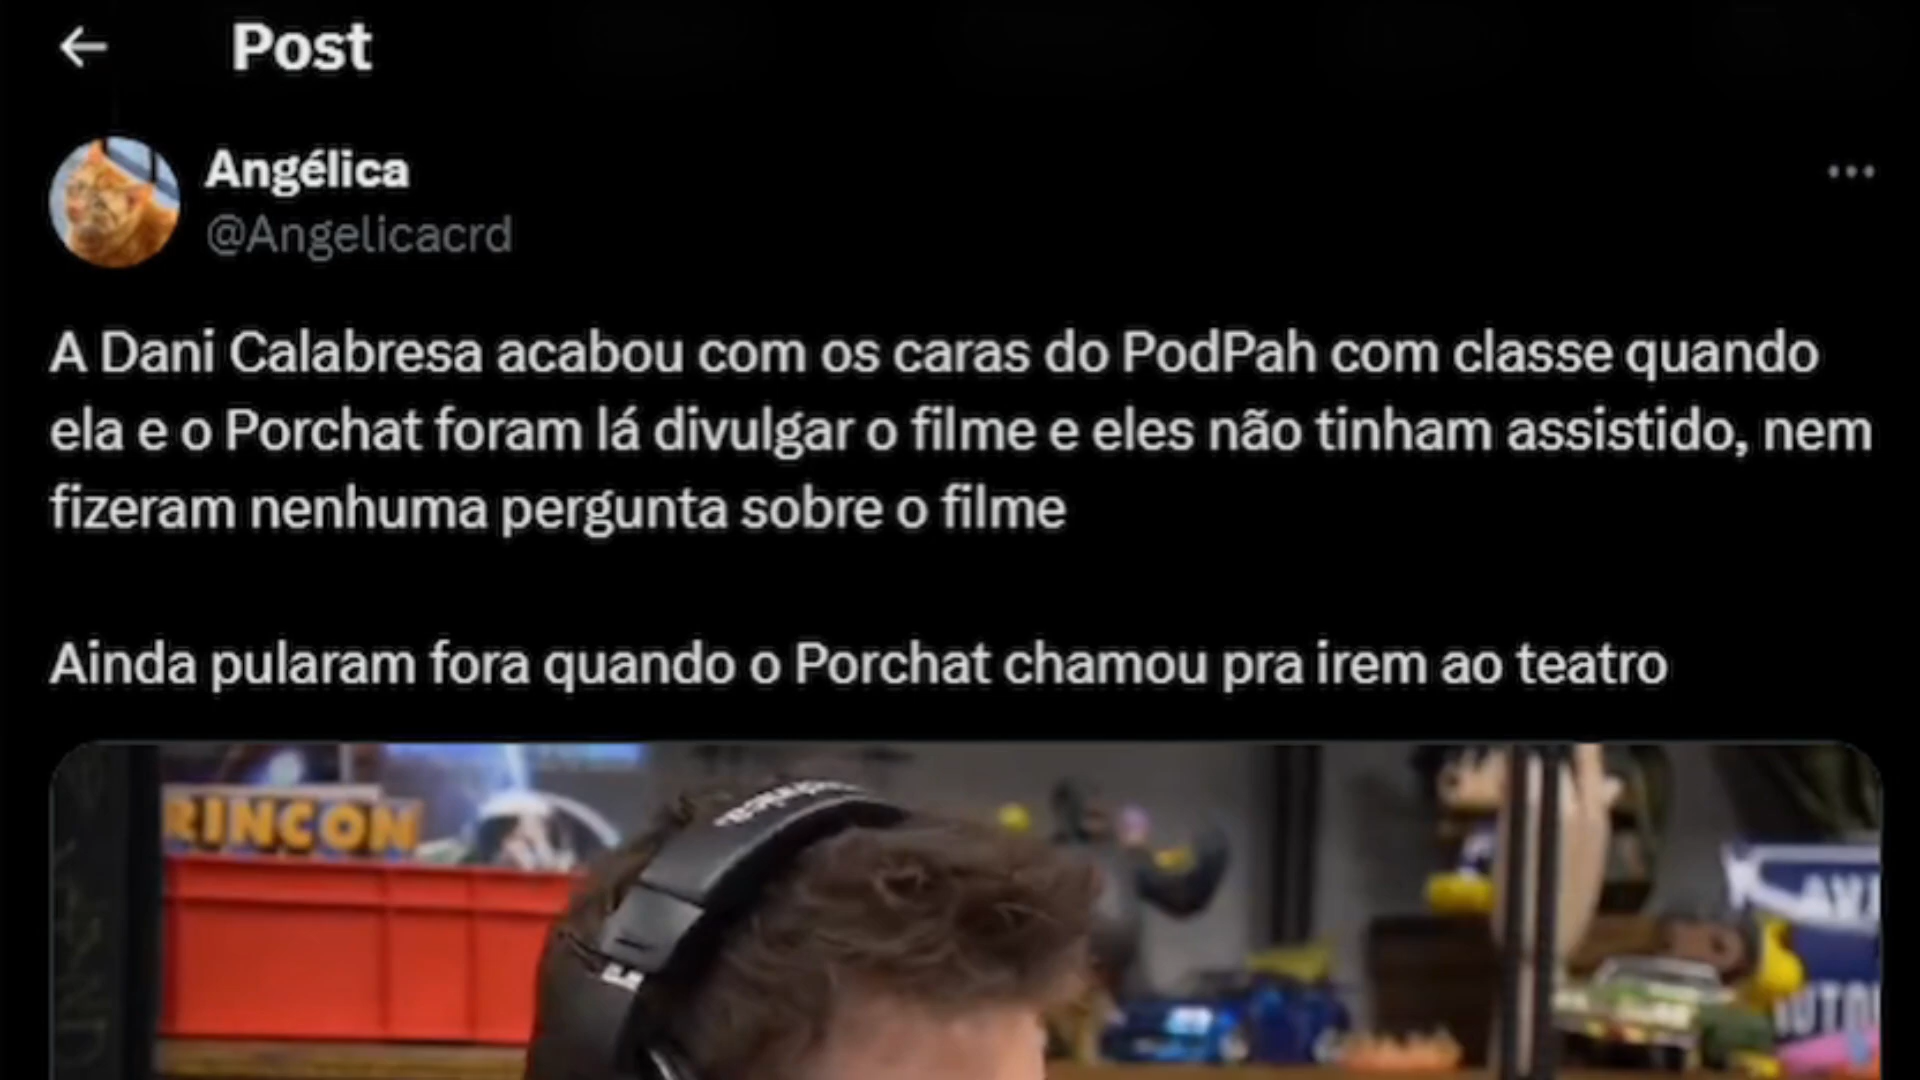 Post
Angélica
@Angelicacrd
A Dani Calabresa acabou com os caras do PodPah com classe quando
ela e o Porchat foram lá divulgar o filme e eles não tinham assistido, nem
fizeram nenhuma pergunta sobre o filme
Ainda pularam fora quando o Porchat chamou pra irem ao teatro
RINCON